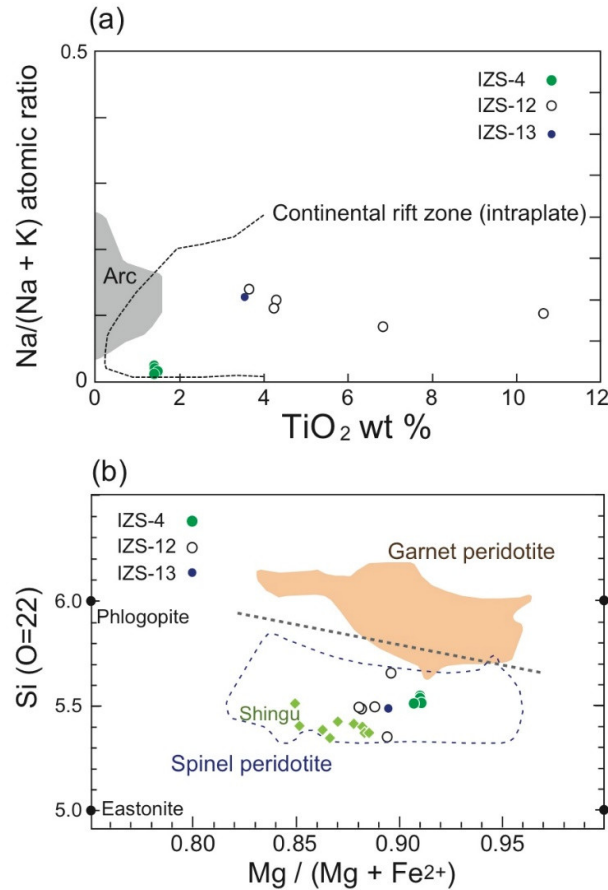 (a)
0.5
IZS-4
IZS-12
IZS-13
Na/(Na + K) atomic ratio
Continental rift zone (intraplate)
Arc
0
0 2 4 6 8 10 12
TiO₂ wt %
(b)
IZS-4
IZS-12
IZS-13
Garnet peridotite
Si (O=22)
6.0
Phlogopite
5.5
Shingu
Spinel peridotite
5.0
Eastonite
0.80 0.85 0.90 0.95
Mg / (Mg + Fe²⁺)